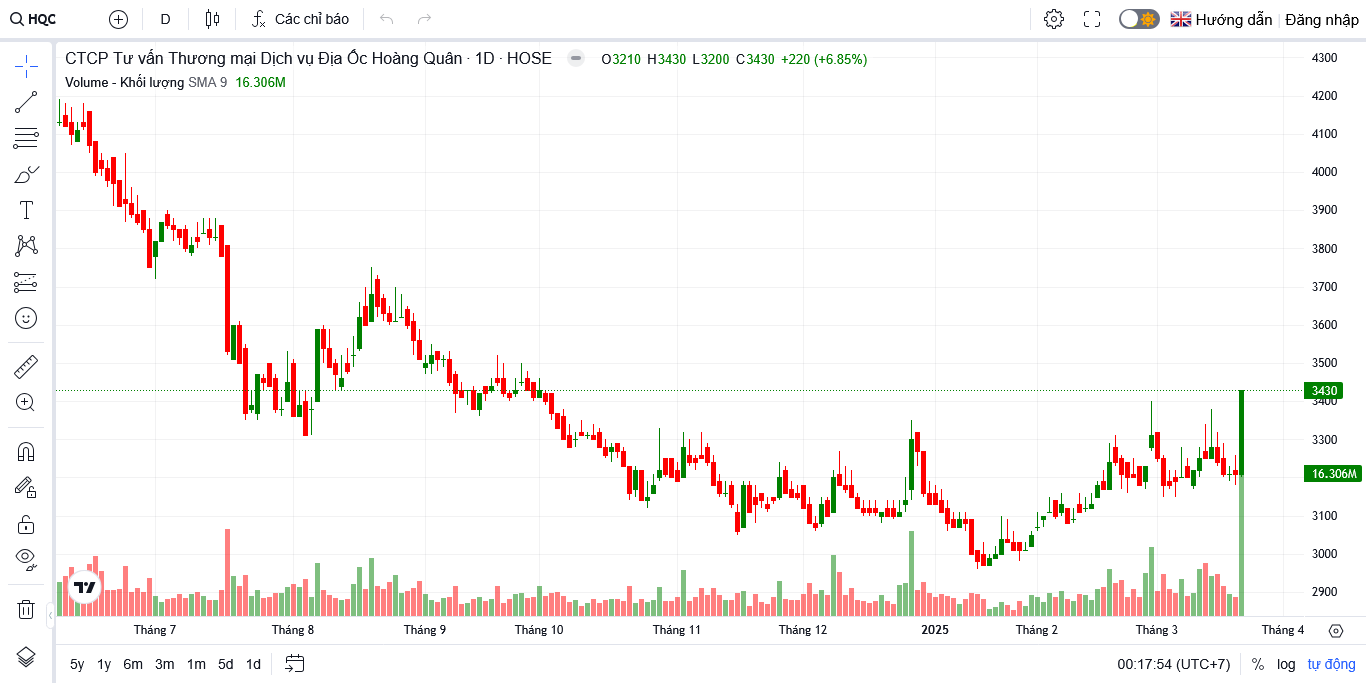 HQC D Các chỉ báo Hướng dẫn Đăng nhập
CTCP Tư vấn Thương mại Dịch vụ Địa Ốc Hoàng Quân · 1D · HOSE O3210 H3430 L3200 C3430 +220 (+6.85%)
Volume - Khối lượng SMA 9 16.306M
4300
4200
4100
4000
3900
3800
3700
3600
3500
3430
3400
3300
16.306M
3100
3000
2900
Tháng 7 Tháng 8 Tháng 9 Tháng 10 Tháng 11 Tháng 12 2025 Tháng 2 Tháng 3 Tháng 4
5y 1y 6m 3m 1m 5d 1d 00:17:54 (UTC+7) % log tự động